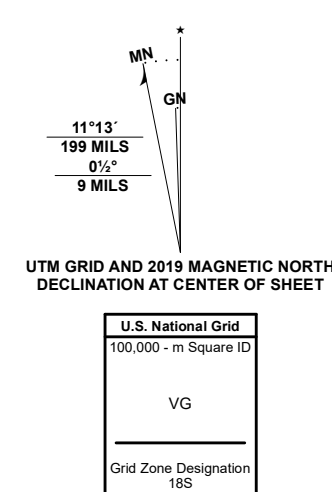 ★
MN
GN
11°13´
199 MILS
0½°
9 MILS
UTM GRID AND 2019 MAGNETIC NORTH
DECLINATION AT CENTER OF SHEET
U.S. National Grid
100,000 - m Square ID
VG
Grid Zone Designation
18S